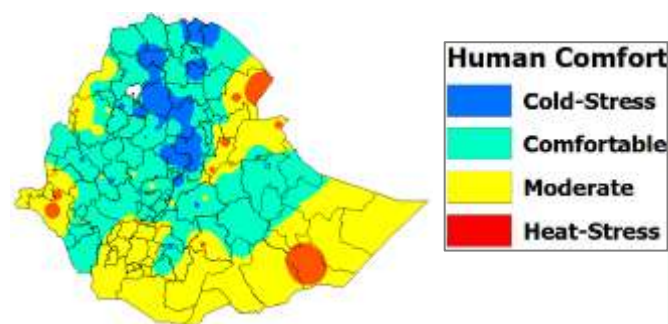 Human Comfort
Cold-Stress
Comfortable
Moderate
Heat-Stress